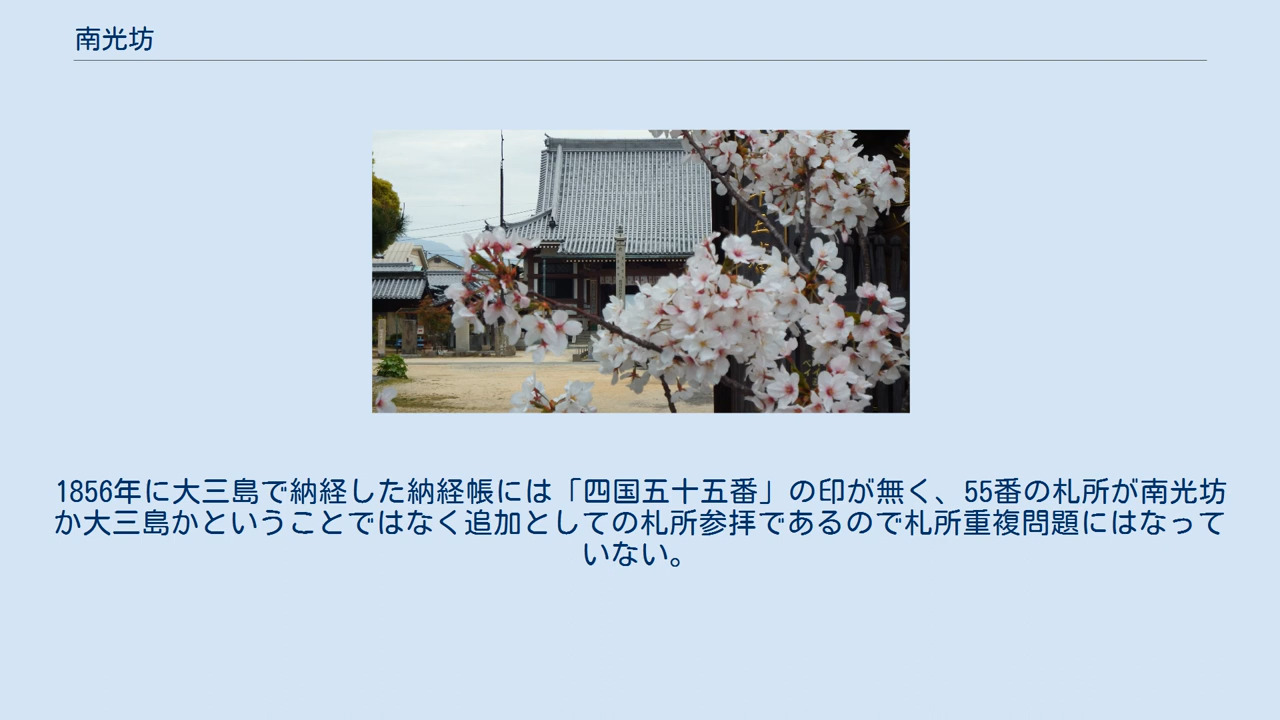 南光坊
1856年に大三島で納経した納経帳には「四国五十五番」の印が無く、55番の札所が南光坊
か大三島かということではなく追加としての札所参拝であるので札所重複問題にはなって
いない。